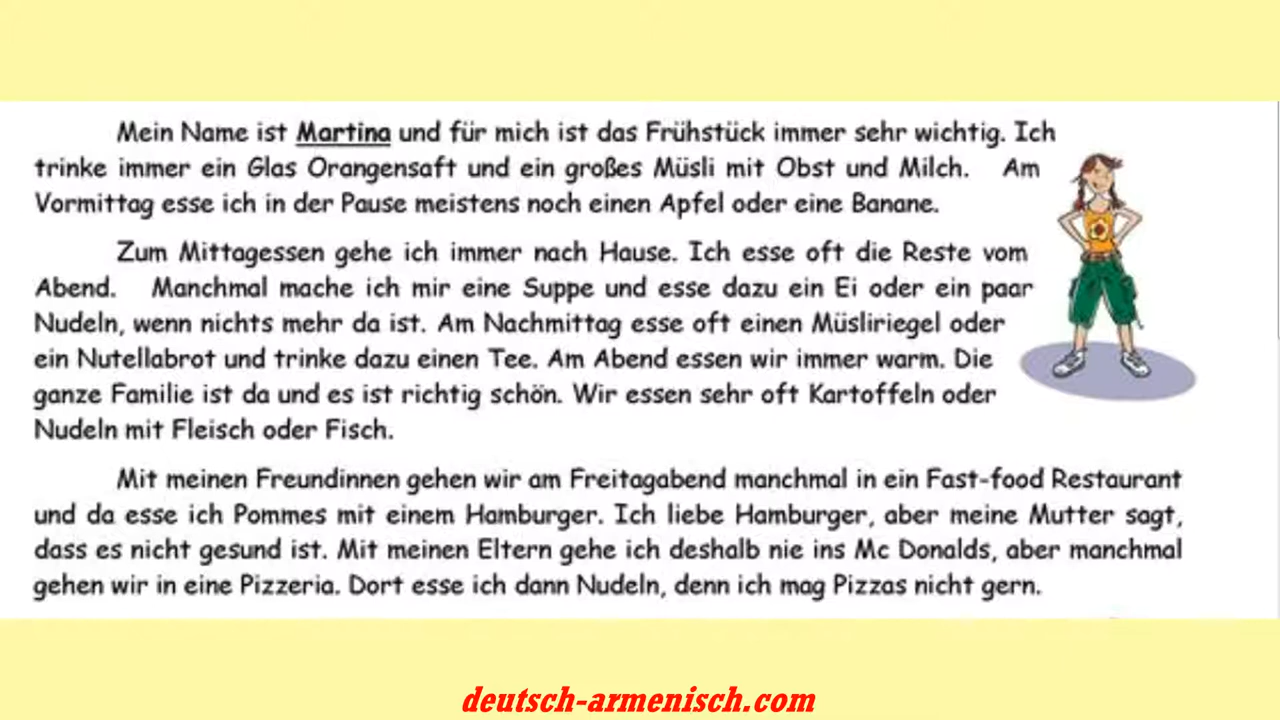 Mein Name ist Martina und für mich ist das Frühstück immer sehr wichtig. Ich
trinke immer ein Glas Orangensaft und ein großes Müsli mit Obst und Milch. Am
Vormittag esse ich in der Pause meistens noch einen Apfel oder eine Banane.
Zum Mittagessen gehe ich immer nach Hause. Ich esse oft die Reste vom
Abend. Manchmal mache ich mir eine Suppe und esse dazu ein Ei oder ein paar
Nudeln, wenn nichts mehr da ist. Am Nachmittag esse oft einen Müsliriegel oder
ein Nutellabrot und trinke dazu einen Tee. Am Abend essen wir immer warm. Die
ganze Familie ist da und es ist richtig schön. Wir essen sehr oft Kartoffeln oder
Nudeln mit Fleisch oder Fisch.
Mit meinen Freundinnen gehen wir am Freitagabend manchmal in ein Fast-food Restaurant
und da esse ich Pommes mit einem Hamburger. Ich liebe Hamburger, aber meine Mutter sagt,
dass es nicht gesund ist. Mit meinen Eltern gehe ich deshalb nie ins Mc Donalds, aber manchmal
gehen wir in eine Pizzeria. Dort esse ich dann Nudeln, denn ich mag Pizzas nicht gern.
deutsch-armenisch.com